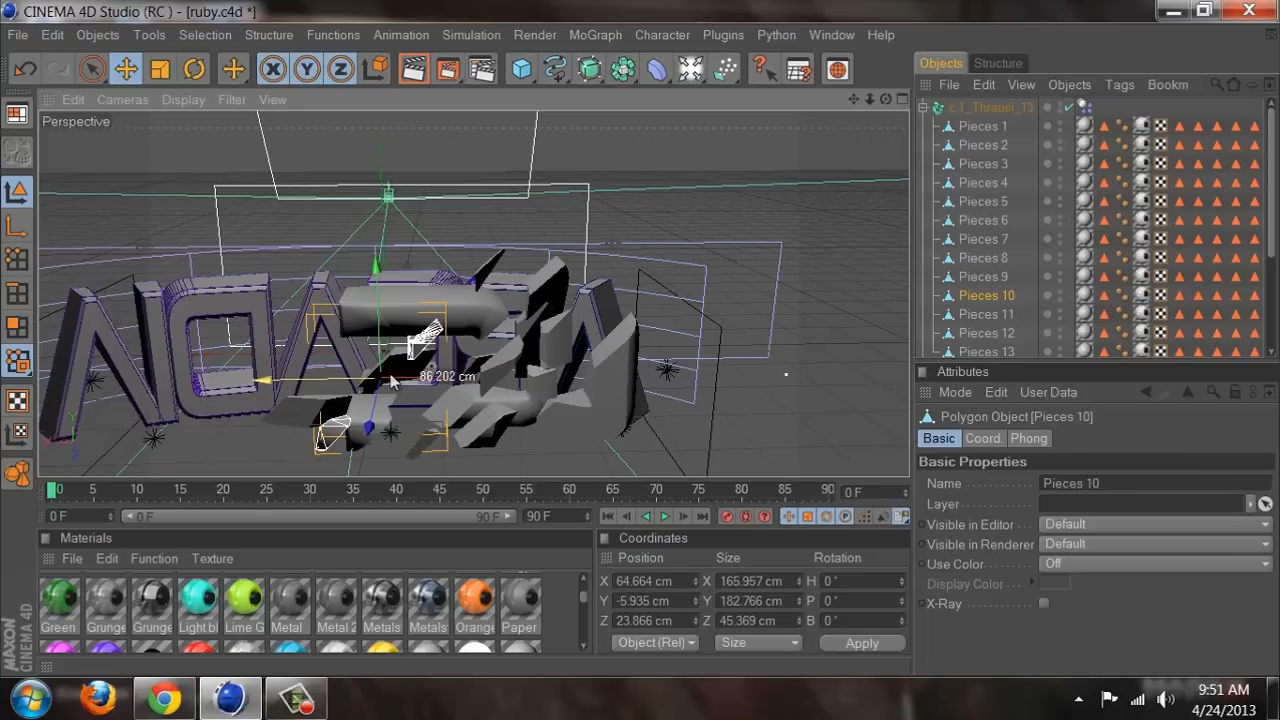 CINEMA 4D Studio (RC) - [ruby.c4d *]
File Edit Objects Tools Selection Structure Functions Animation Simulation Render MoGraph Character Plugins Python Window Help
X Y Z
Objects Structure
File Edit View Objects Tags Bookm
Edit Cameras Display Filter View
Perspective
c.1_Thrausi_13
Pieces 1
Pieces 2
Pieces 3
Pieces 4
Pieces 5
Pieces 6
Pieces 7
Pieces 8
Pieces 9
Pieces 10
Pieces 11
Pieces 12
Pieces 13
86.202 cm
Attributes
Mode Edit User Data
Polygon Object [Pieces 10]
Basic Coord. Phong
Basic Properties
Name Pieces 10
Layer
Visible in Editor Default
Visible in Renderer Default
Use Color Off
Display Color
X-Ray
0 5 10 15 20 25 30 35 40 45 50 55 60 65 70 75 80 85 90 0 F
0 F 0 F 90 F 90 F
Materials
File Edit Function Texture
Green Grunge Grunge Light bl Lime G Metal Metal 2 Metals Metals Orange Paper
Coordinates
Position Size Rotation
X 64.664 cm X 165.957 cm H 0 °
Y -5.935 cm Y 182.766 cm P 0 °
Z 23.866 cm Z 45.369 cm B 0 °
Object (Rel) Size Apply
MAXON
CINEMA 4D
9:51 AM
4/24/2013